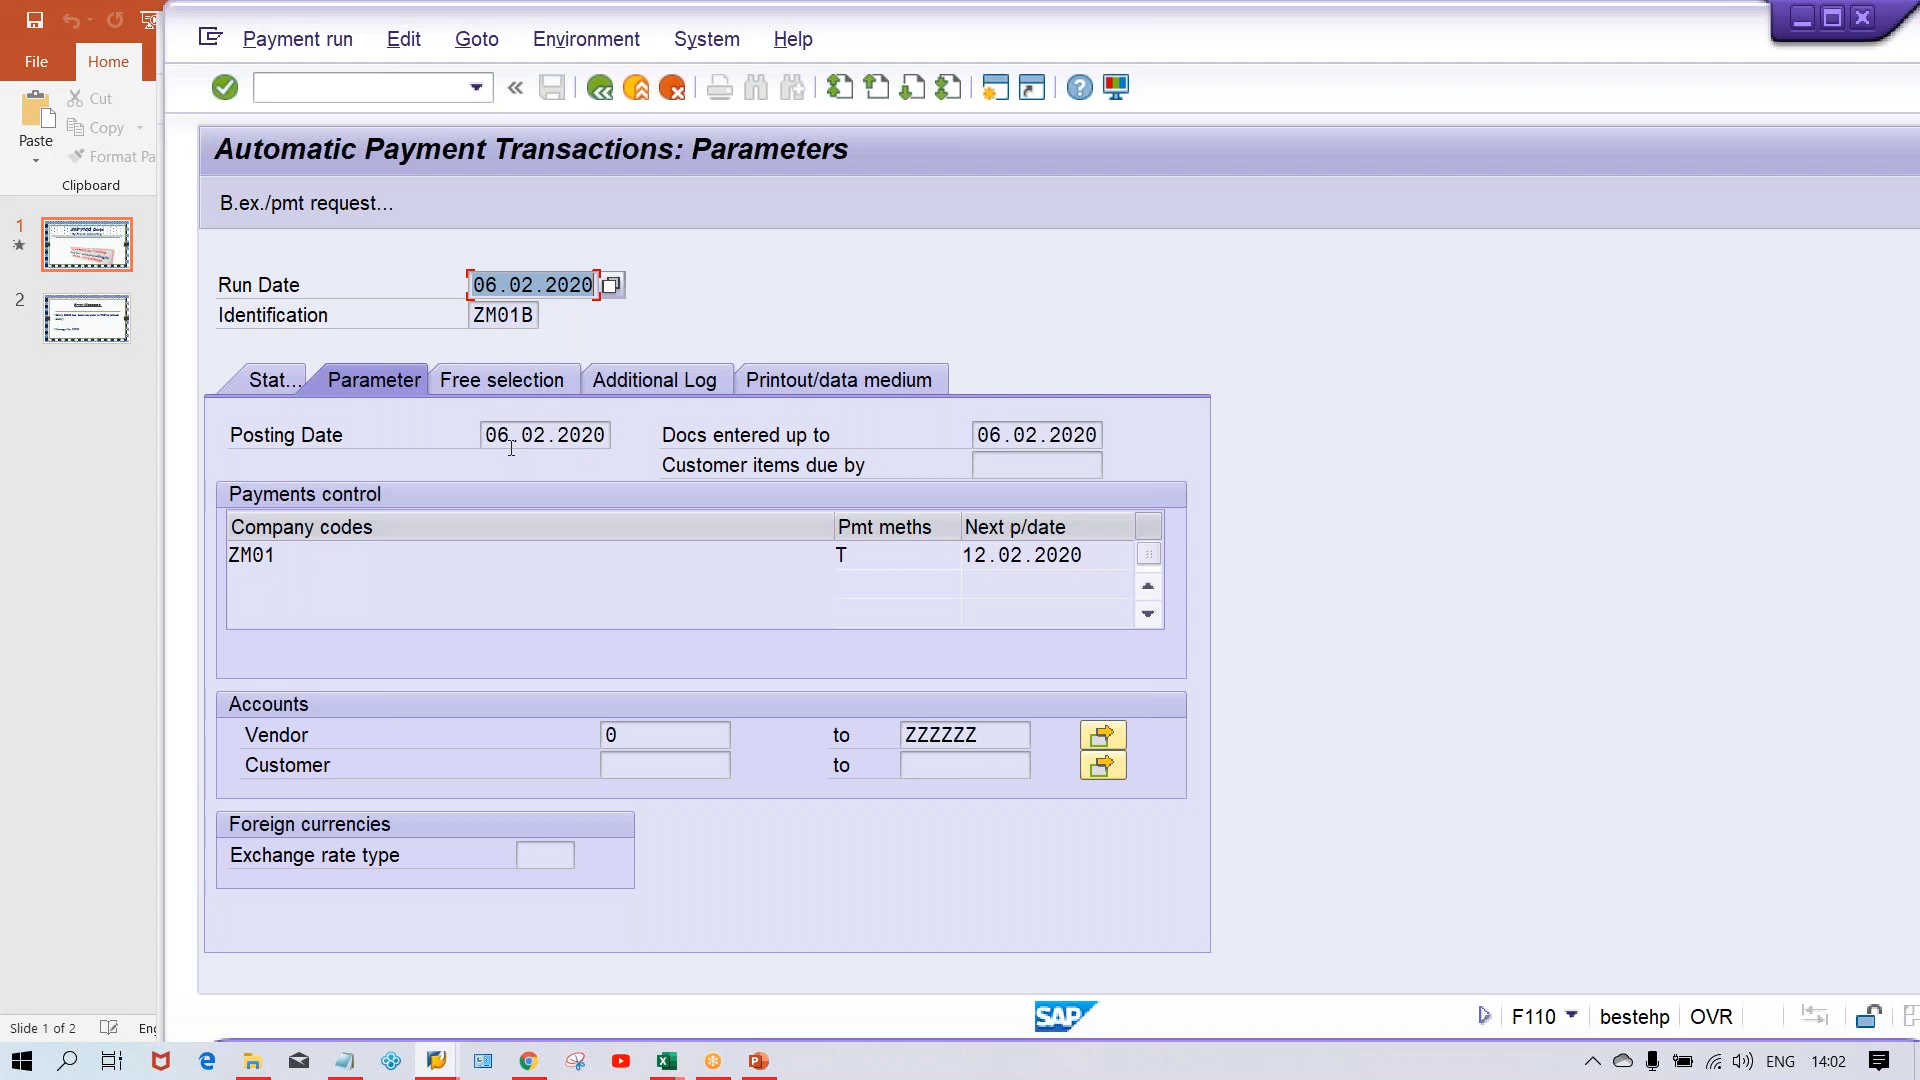 File
Home
Cut
Copy
Paste
Format Pa
Clipboard
1
2
Slide 1 of 2
Payment run Edit Goto Environment System Help
Automatic Payment Transactions: Parameters
B.ex./pmt request...
Run Date 06.02.2020
Identification ZM01B
Stat... Parameter Free selection Additional Log Printout/data medium
Posting Date 06.02.2020 Docs entered up to 06.02.2020
Customer items due by
Payments control
Company codes Pmt meths Next p/date
ZM01 T 12.02.2020
Accounts
Vendor 0 to ZZZZZZ
Customer to
Foreign currencies
Exchange rate type
SAP F110 bestehp OVR
ENG 14:02